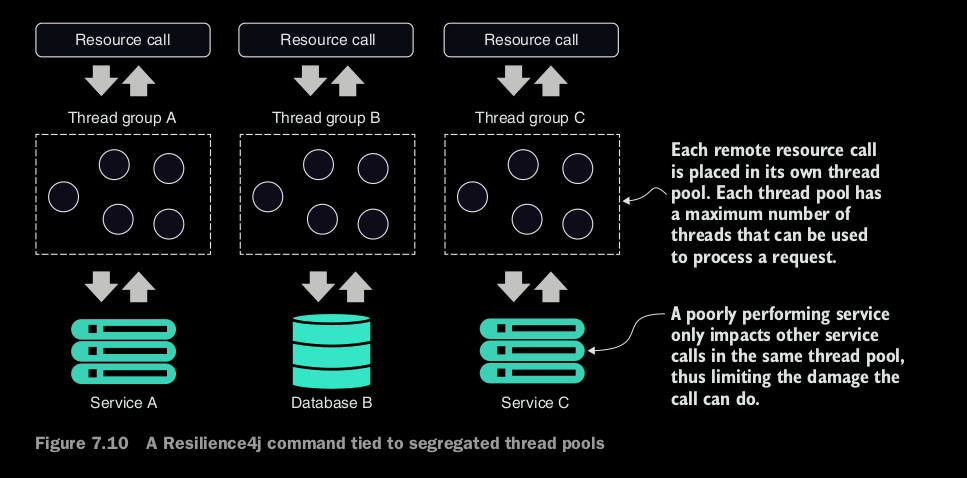 Resource call
Resource call
Resource call
Thread group A
Thread group B
Thread group C
Each remote resource call
is placed in its own thread
pool. Each thread pool has
a maximum number of
threads that can be used
to process a request.
A poorly performing service
only impacts other service
calls in the same thread pool,
thus limiting the damage the
call can do.
Service A
Database B
Service C
Figure 7.10 A Resilience4j command tied to segregated thread pools